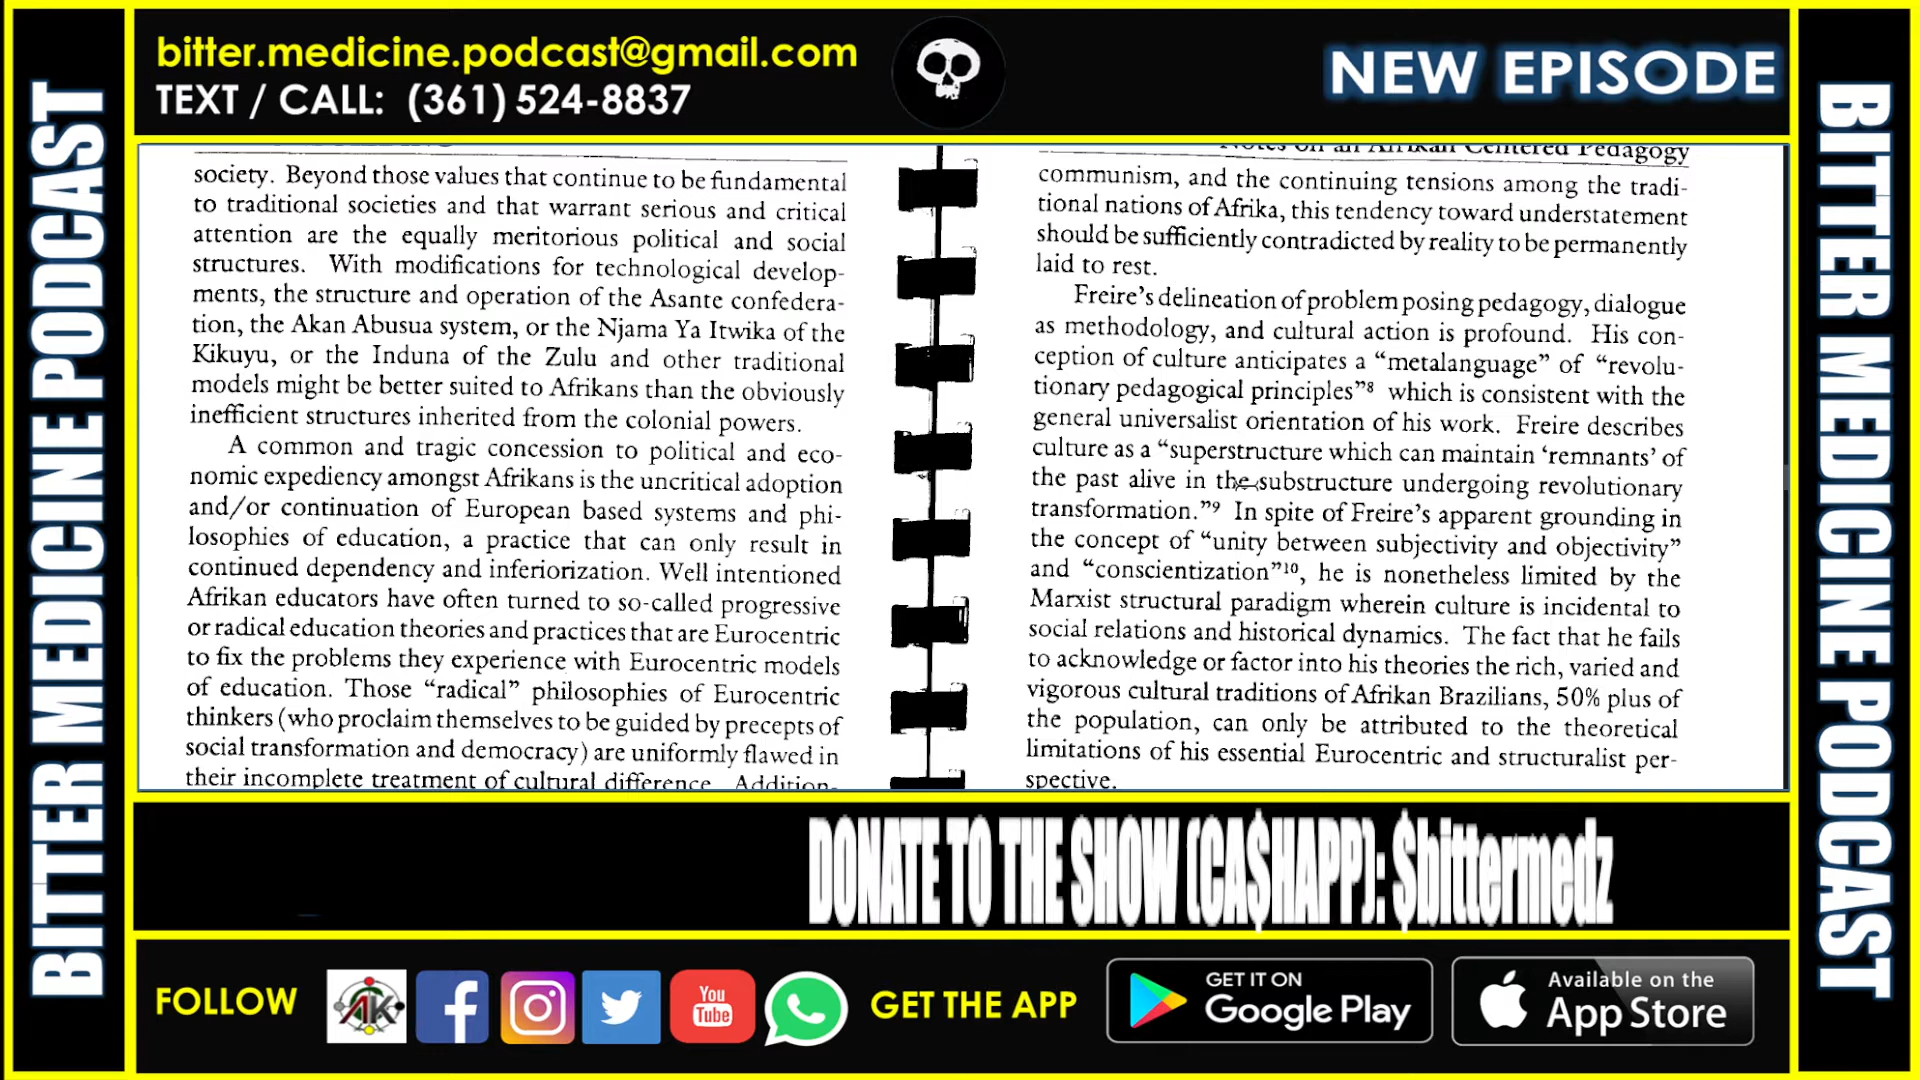 bitter.medicine.podcast@gmail.com
TEXT / CALL: (361) 524-8837
NEW EPISODE
BITTER MEDICINE PODCAST
society. Beyond those values that continue to be fundamental
to traditional societies and that warrant serious and critical
attention are the equally meritorious political and social
structures. With modifications for technological develop-
ments, the structure and operation of the Asante confedera-
tion, the Akan Abusua system, or the Njama Ya Itwika of the
Kikuyu, or the Induna of the Zulu and other traditional
models might be better suited to Afrikans than the obviously
inefficient structures inherited from the colonial powers.
A common and tragic concession to political and eco-
nomic expediency amongst Afrikans is the uncritical adoption
and/or continuation of European based systems and phi-
losophies of education, a practice that can only result in
continued dependency and inferiorization. Well intentioned
Afrikan educators have often turned to so-called progressive
or radical education theories and practices that are Eurocentric
to fix the problems they experience with Eurocentric models
of education. Those “radical” philosophies of Eurocentric
thinkers (who proclaim themselves to be guided by precepts of
social transformation and democracy) are uniformly flawed in
their incomplete treatment of cultural difference. Addition-
Notes on an Afrikan Centered Pedagogy
communism, and the continuing tensions among the tradi-
tional nations of Afrika, this tendency toward understatement
should be sufficiently contradicted by reality to be permanently
laid to rest.
Freire’s delineation of problem posing pedagogy, dialogue
as methodology, and cultural action is profound. His con-
ception of culture anticipates a “metalanguage” of “revolu-
tionary pedagogical principles”⁸ which is consistent with the
general universalist orientation of his work. Freire describes
culture as a “superstructure which can maintain ‘remnants’ of
the past alive in the substructure undergoing revolutionary
transformation.”⁹ In spite of Freire’s apparent grounding in
the concept of “unity between subjectivity and objectivity”
and “conscientization”¹⁰, he is nonetheless limited by the
Marxist structural paradigm wherein culture is incidental to
social relations and historical dynamics. The fact that he fails
to acknowledge or factor into his theories the rich, varied and
vigorous cultural traditions of Afrikan Brazilians, 50% plus of
the population, can only be attributed to the theoretical
limitations of his essential Eurocentric and structuralist per-
spective.
BITTER MEDICINE PODCAST
DONATE TO THE SHOW (CA$HAPP): $bittermedz
FOLLOW
AK
You
Tube
GET THE APP
GET IT ON
Google Play
Available on the
App Store